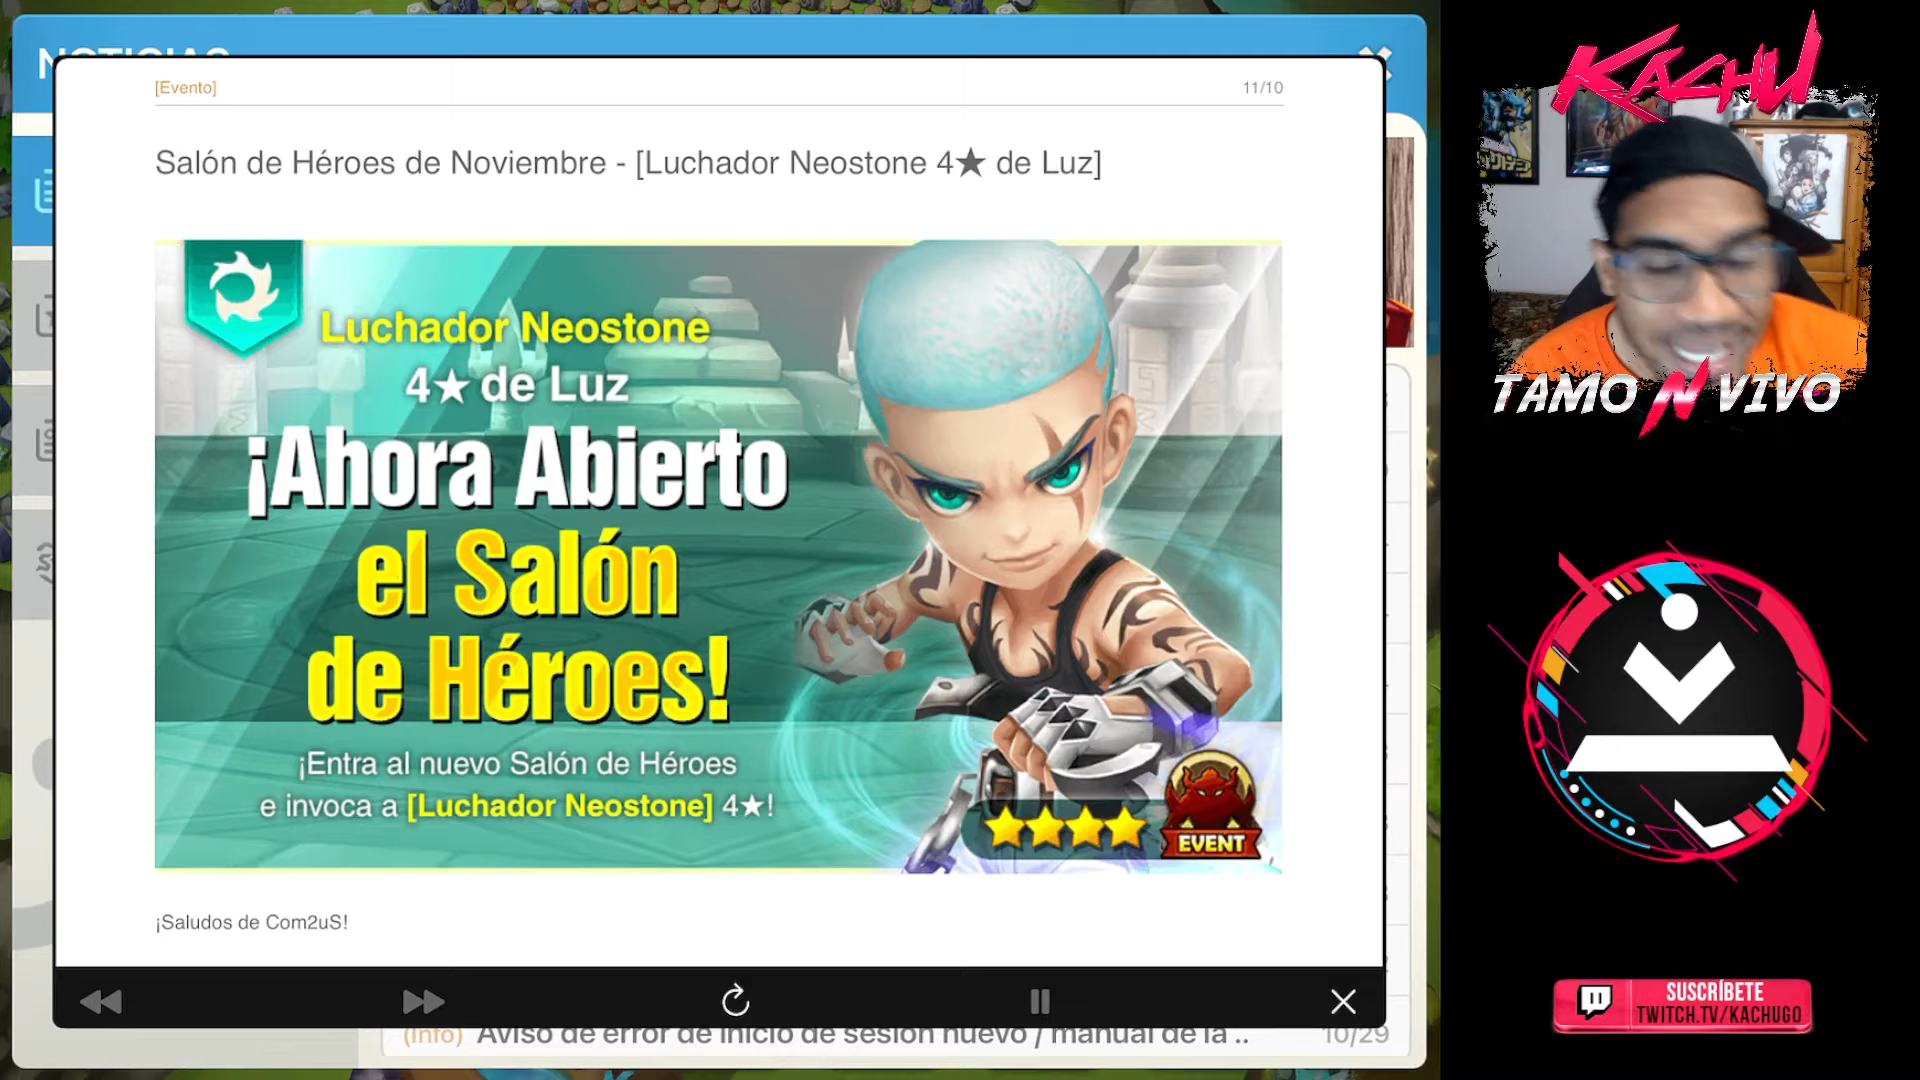 NOTICIAS
[Evento]
11/10
Salón de Héroes de Noviembre - [Luchador Neostone 4★ de Luz]
Luchador Neostone
4★ de Luz
¡Ahora Abierto
el Salón
de Héroes!
¡Entra al nuevo Salón de Héroes
e invoca a [Luchador Neostone] 4★!
EVENT
¡Saludos de Com2uS!
(Info) Aviso de error de inicio de sesión nuevo / manual de la ..
10/29
KACHU
TAMO N VIVO
SUSCRÍBETE
TWITCH.TV/KACHUGO